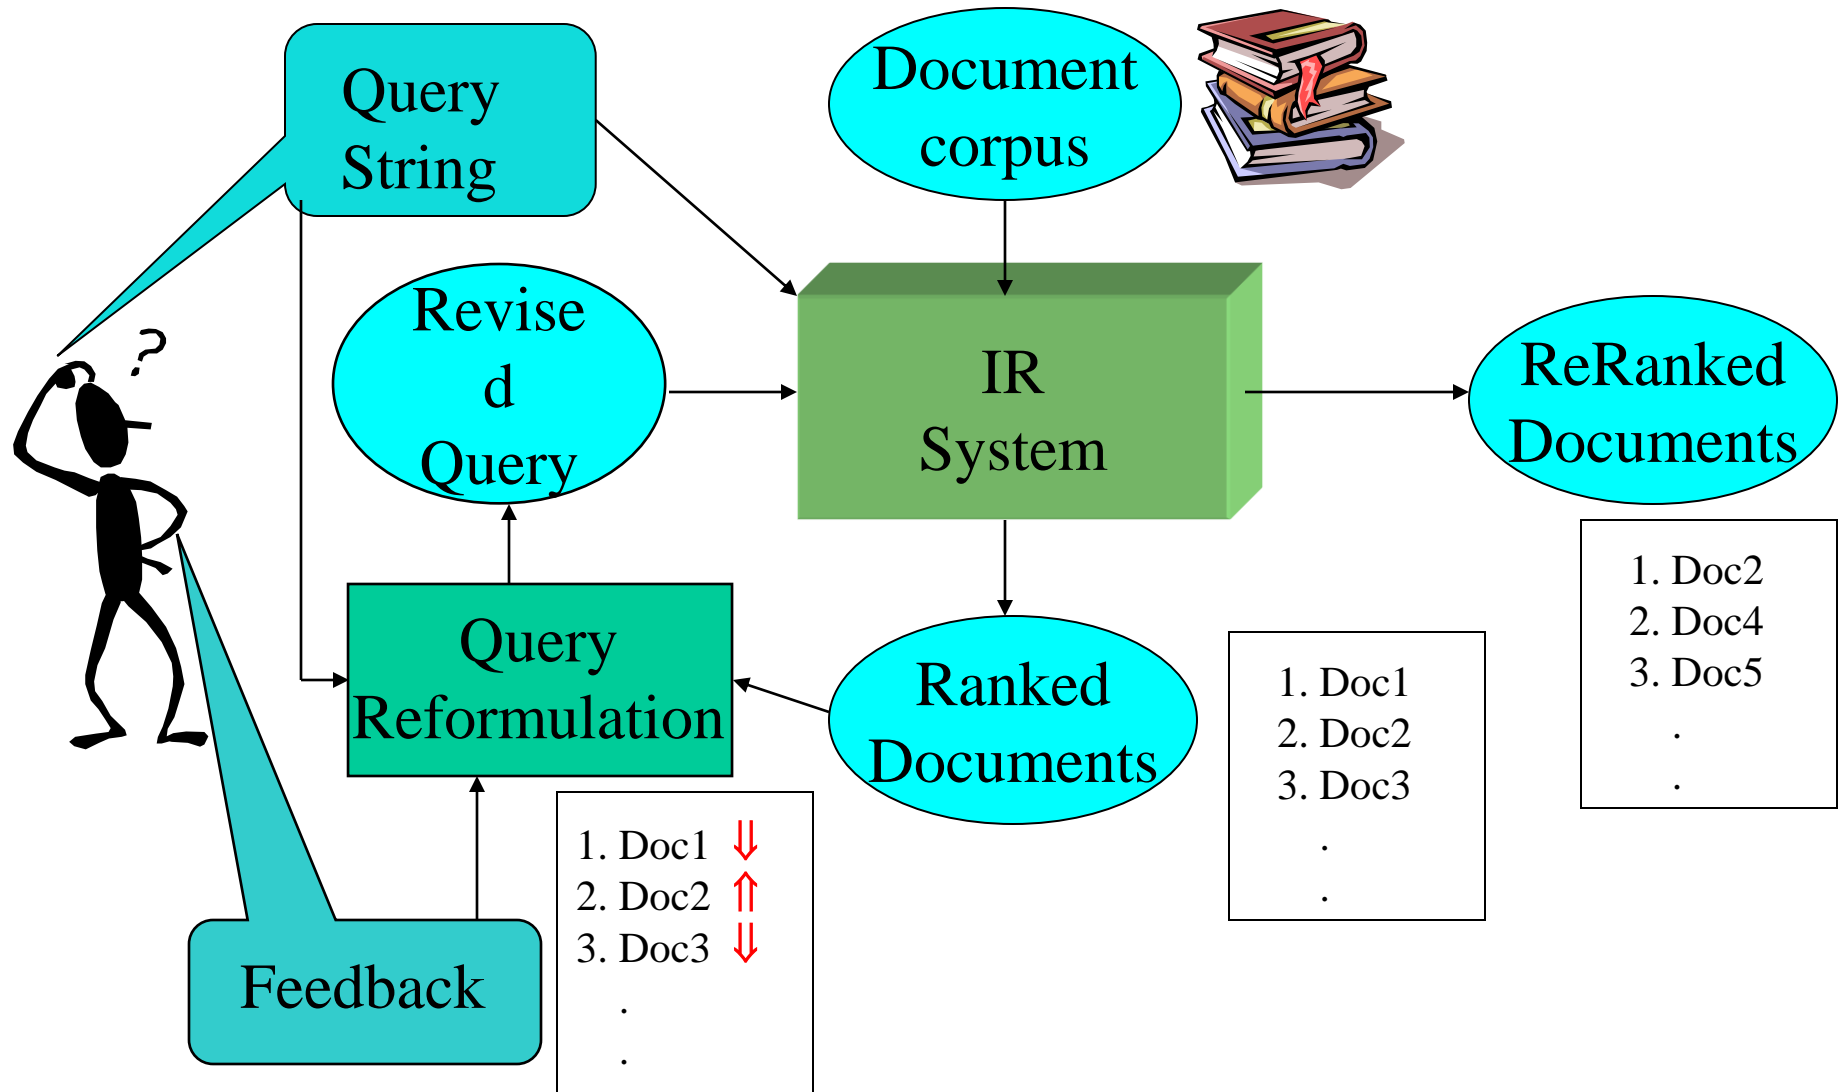 Query
String
Document
corpus
?
Revise
d
Query
IR
System
ReRanked
Documents
1. Doc2
2. Doc4
3. Doc5
.
.
Query
Reformulation
Ranked
Documents
1. Doc1
2. Doc2
3. Doc3
.
.
1. Doc1 ⇓
2. Doc2 ⇑
3. Doc3 ⇓
.
.
Feedback